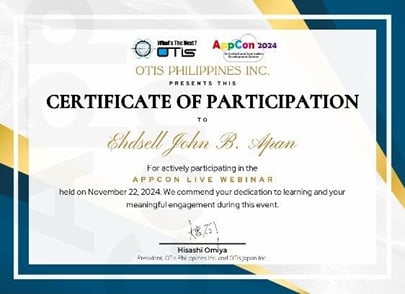 What's The Next?
OTis
AppCon 2024
OTIS PHILIPPINES INC.
PRESENTS THIS
CERTIFICATE OF PARTICIPATION
TO
Ehdsell John B. Apan
For actively participating in the
APPCON LIVE WEBINAR
held on November 22, 2024. We commend your dedication to learning and your
meaningful engagement during this event.
Hisashi Omiya
President, OTis Philippines Inc. and OTis Japan Inc.